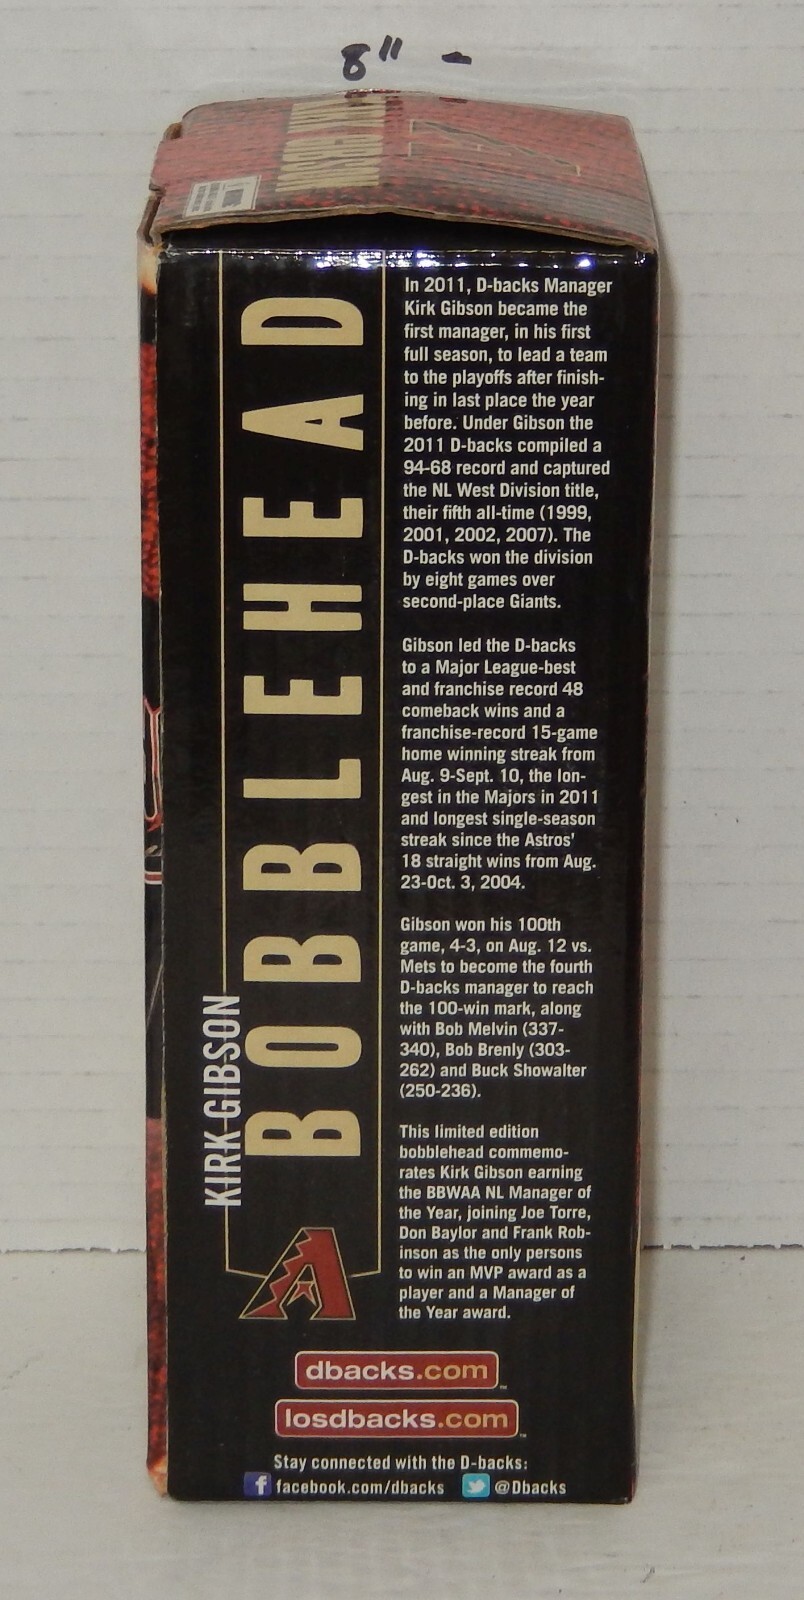 8" -
KIRK GIBSON
KIRK GIBSON
BOBBLEHEAD
In 2011, D-backs Manager
Kirk Gibson became the
first manager, in his first
full season, to lead a team
to the playoffs after finish-
ing in last place the year
before. Under Gibson the
2011 D-backs compiled a
94-68 record and captured
the NL West Division title,
their fifth all-time (1999,
2001, 2002, 2007). The
D-backs won the division
by eight games over
second-place Giants.
Gibson led the D-backs
to a Major League-best
and franchise record 48
comeback wins and a
franchise-record 15-game
home winning streak from
Aug. 9-Sept. 10, the lon-
gest in the Majors in 2011
and longest single-season
streak since the Astros'
18 straight wins from Aug.
23-Oct. 3, 2004.
Gibson won his 100th
game, 4-3, on Aug. 12 vs.
Mets to become the fourth
D-backs manager to reach
the 100-win mark, along
with Bob Melvin (337-
340), Bob Brenly (303-
262) and Buck Showalter
(250-236).
This limited edition
bobblehead commemo-
rates Kirk Gibson earning
the BBWAA NL Manager of
the Year, joining Joe Torre,
Don Baylor and Frank Rob-
inson as the only persons
to win an MVP award as a
player and a Manager of
the Year award.
dbacks.com™
losdbacks.com™
Stay connected with the D-backs:
facebook.com/dbacks @Dbacks